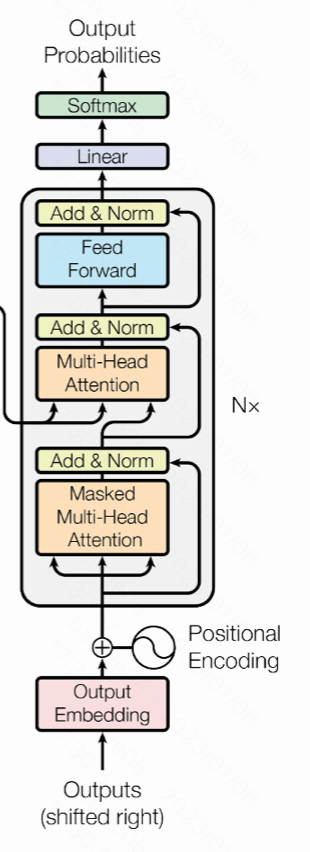 Output
Probabilities
Softmax
Linear
Add & Norm
Feed
Forward
Add & Norm
Multi-Head
Attention
N×
Add & Norm
Masked
Multi-Head
Attention
Positional
Encoding
Output
Embedding
Outputs
(shifted right)